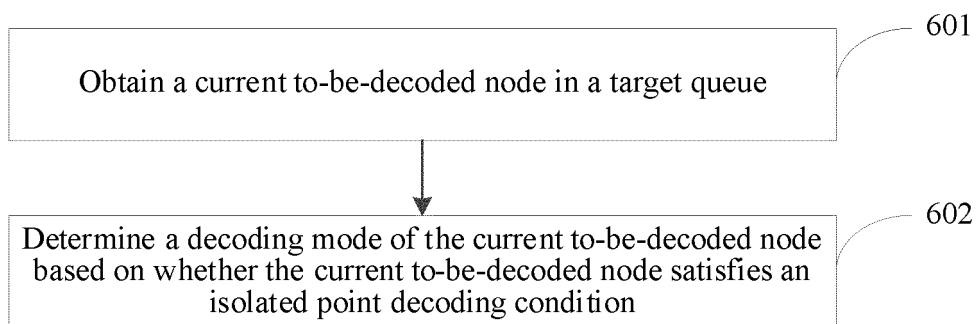 601
Obtain a current to-be-decoded node in a target queue
602
Determine a decoding mode of the current to-be-decoded node
based on whether the current to-be-decoded node satisfies an
isolated point decoding condition